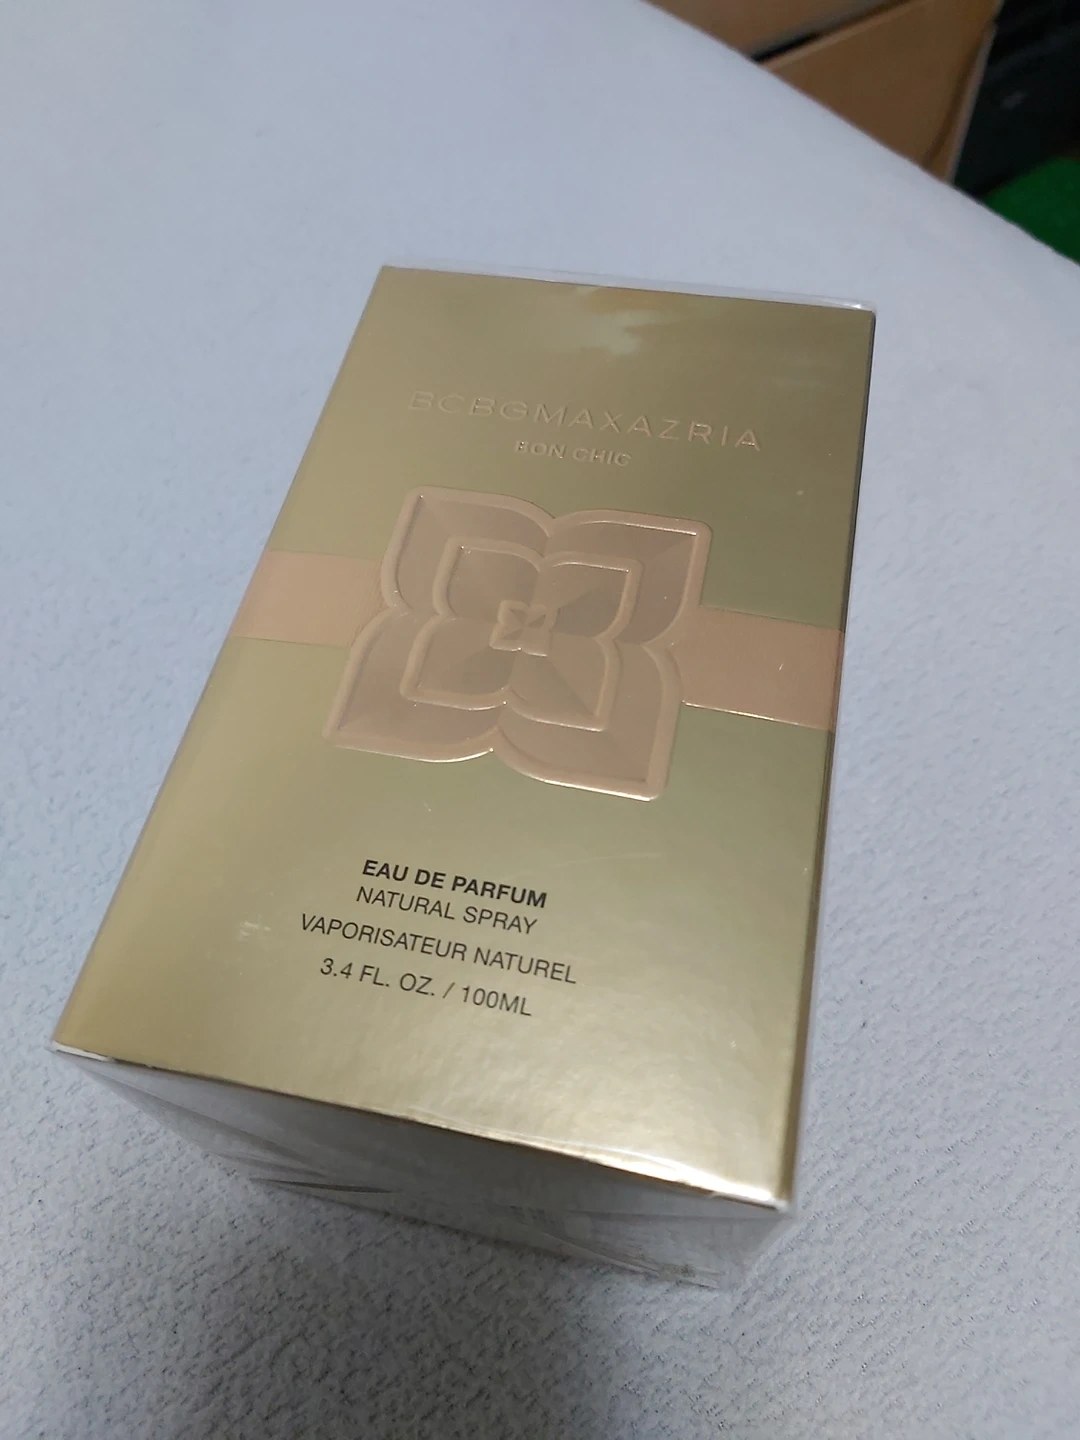 BCBGMAXAZRIA
BON CHIC
EAU DE PARFUM
NATURAL SPRAY
VAPORISATEUR NATUREL
3.4 FL. OZ. / 100ML